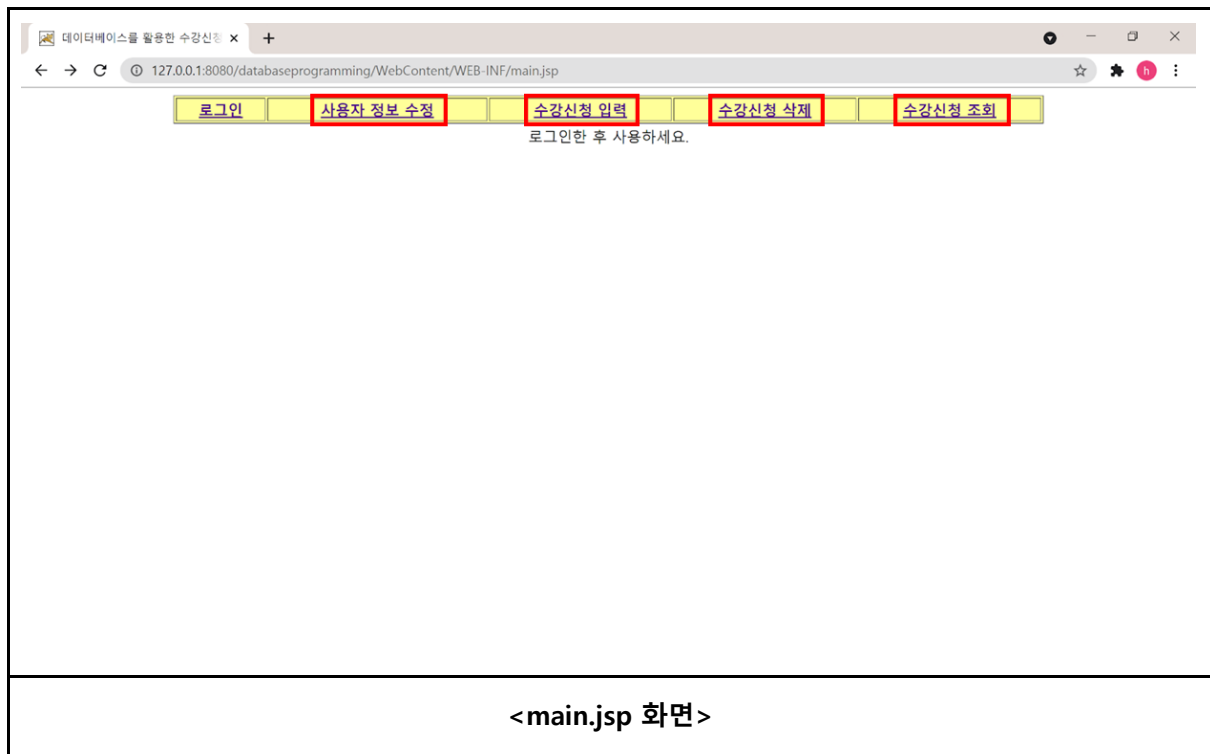 데이터베이스를 활용한 수강신청
127.0.0.1:8080/databaseprogramming/WebContent/WEB-INF/main.jsp
h
로그인 사용자 정보 수정 수강신청 입력 수강신청 삭제 수강신청 조회
로그인한 후 사용하세요.
<main.jsp 화면>